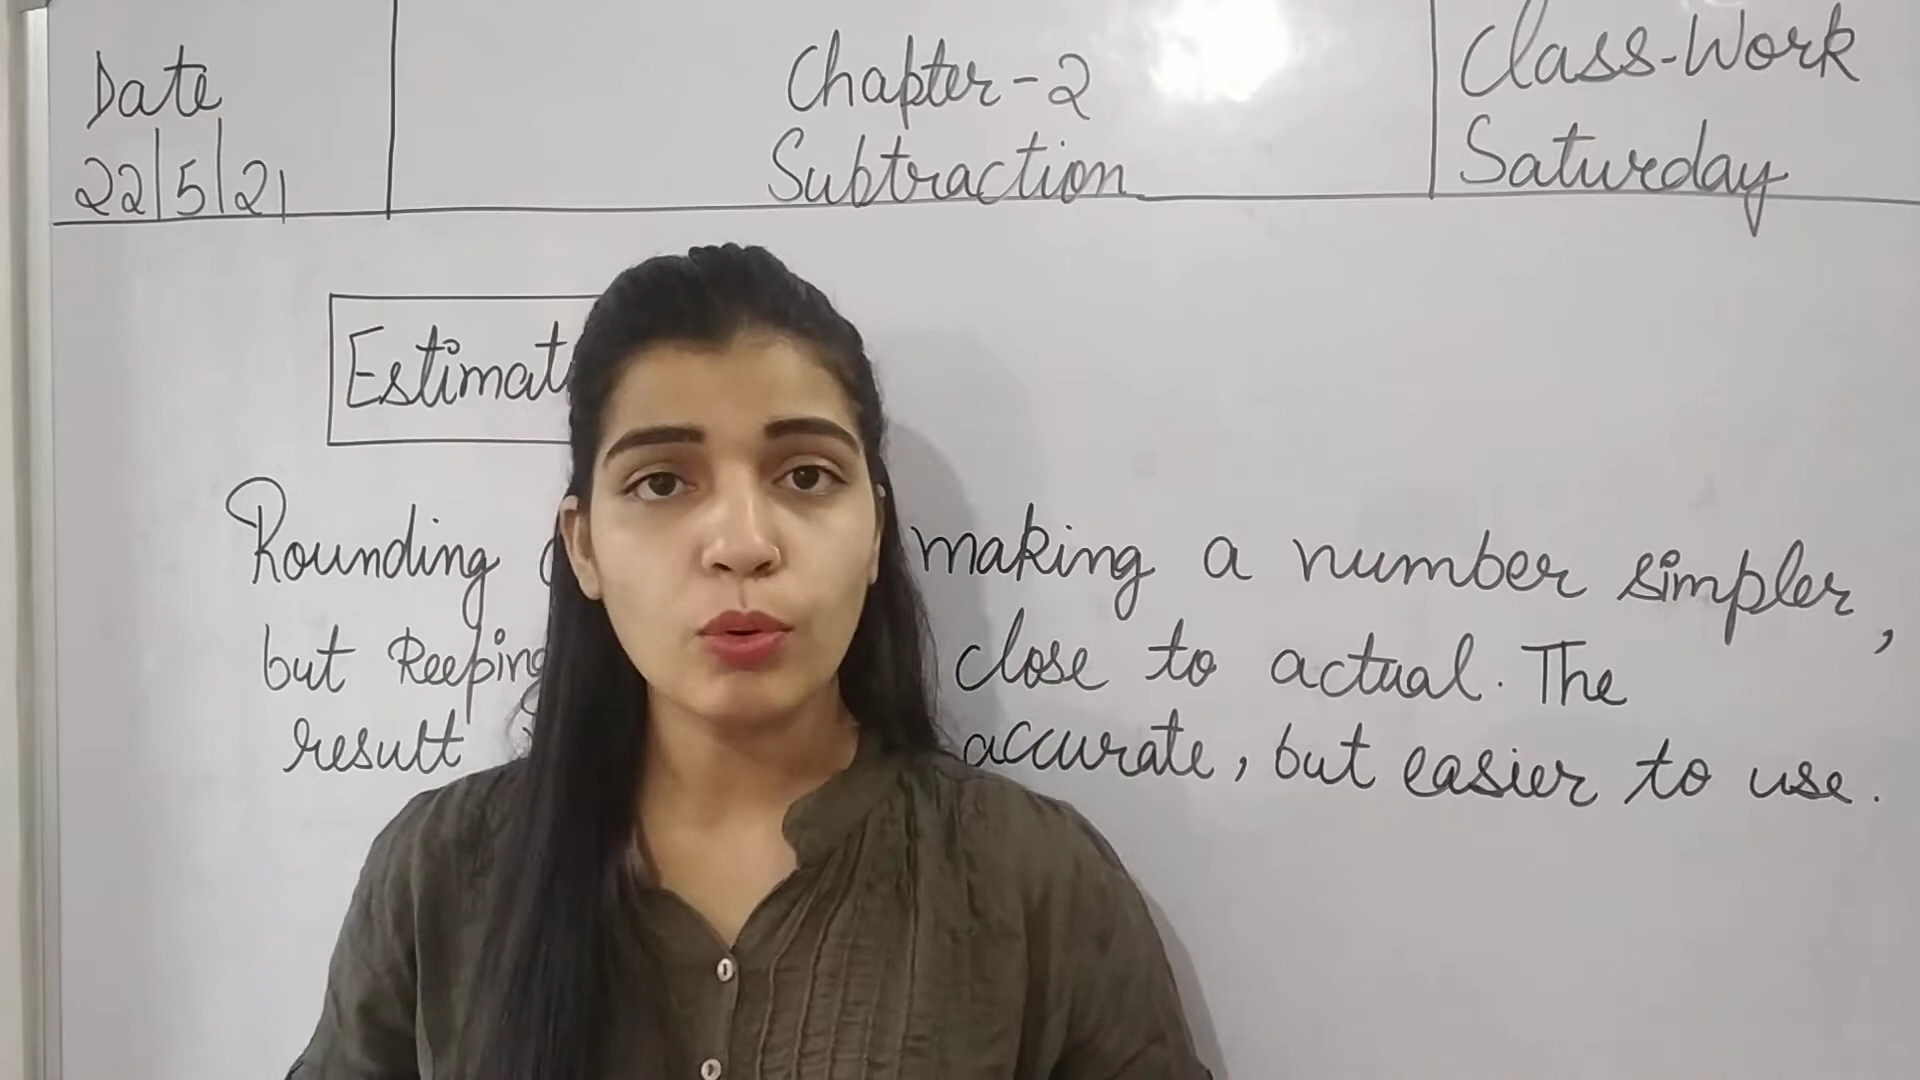 Date
22/5/21
Chapter-2
Subtraction
Class-Work
Saturday
Estimat
Rounding making a number simpler,
but Keeping close to actual. The
result accurate, but easier to use.